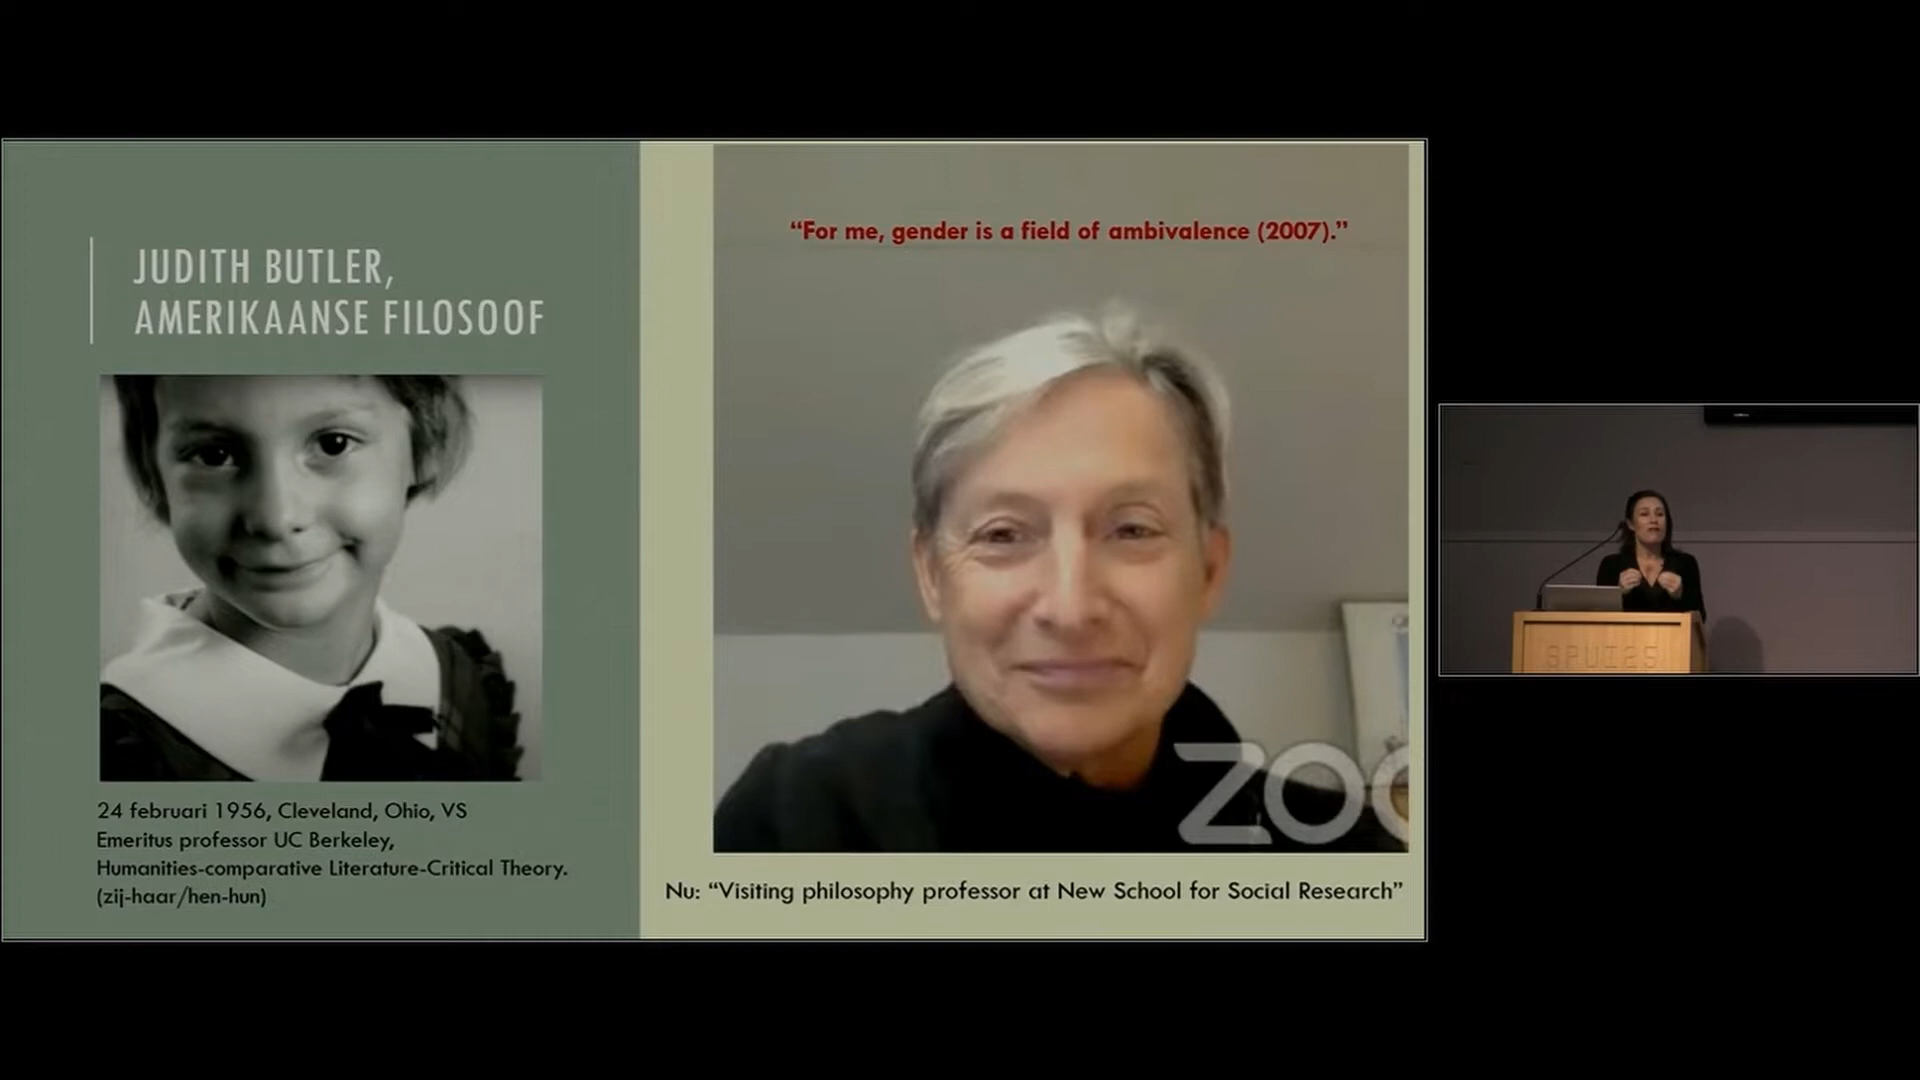 JUDITH BUTLER,
AMERIKAANSE FILOSOOF
24 februari 1956, Cleveland, Ohio, VS
Emeritus professor UC Berkeley,
Humanities-comparative Literature-Critical Theory.
(zij-haar/hen-hun)
“For me, gender is a field of ambivalence (2007).”
ZOO
Nu: “Visiting philosophy professor at New School for Social Research”
SPUI25